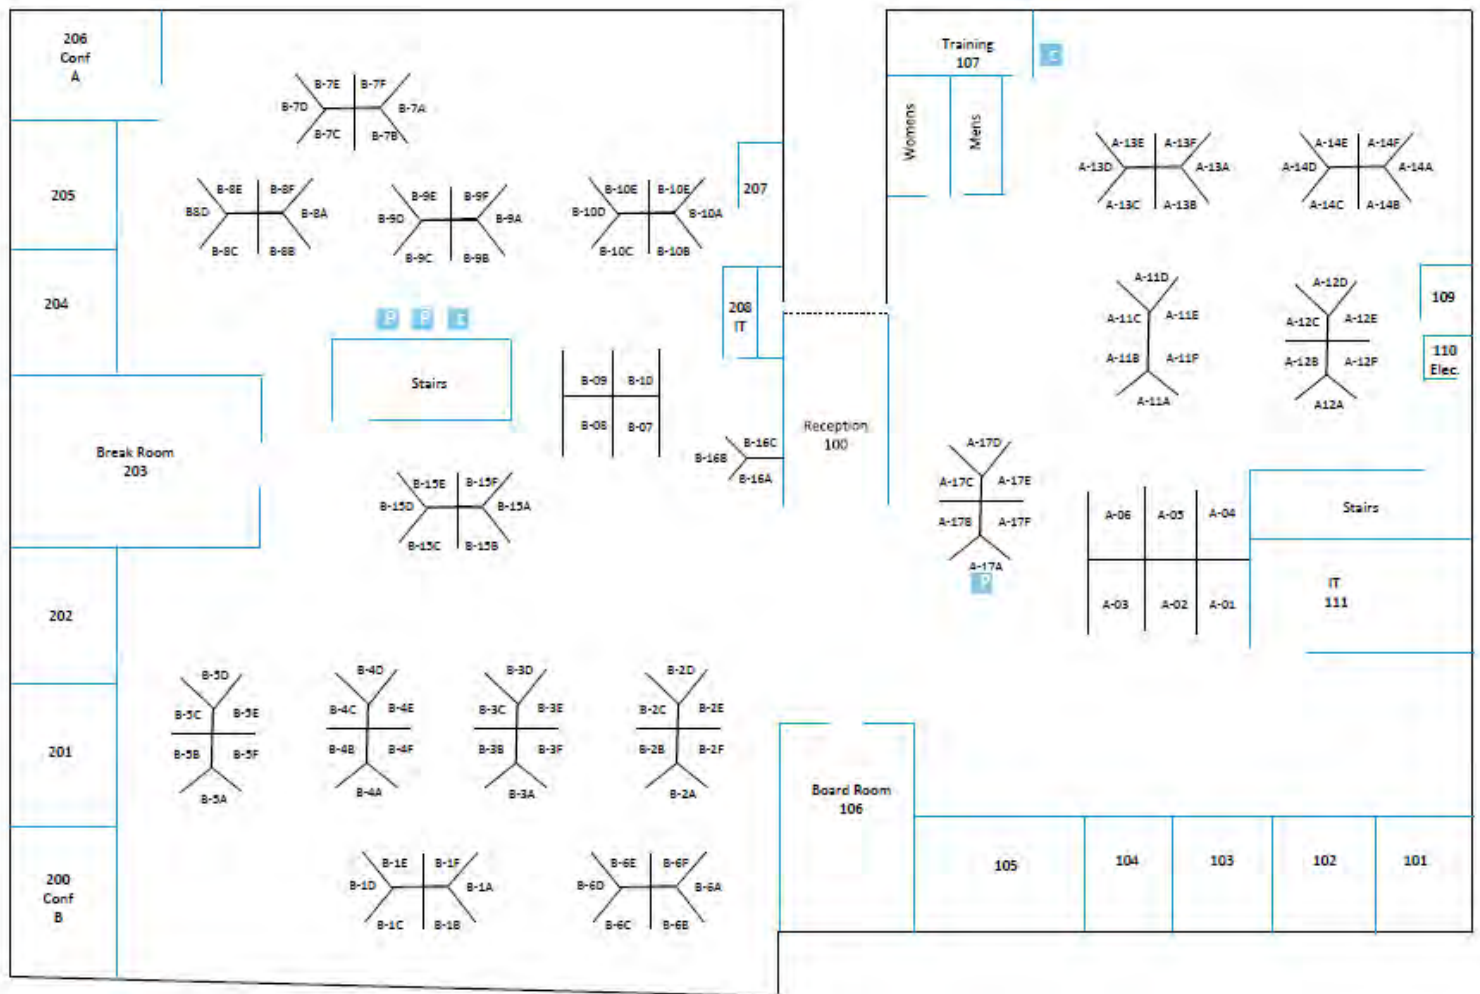 206
Conf
A
B-7E
B-7F
B-7D
B-7A
B-7C
B-7B
205
B-8E
B-8F
B8D
B-8A
B-8C
B-8B
B-9E
B-9F
B-9D
B-9A
B-9C
B-9B
B-10E
B-10E
B-10D
B-10A
B-10C
B-10B
207
204
P
P
Stairs
208
IT
B-09
B-10
B-08
B-07
Break Room
203
B-15E
B-15F
B-15D
B-15A
B-15C
B-15B
B-16C
B-16B
B-16A
Reception
100
202
B-5D
B-5C
B-5E
B-5B
B-5F
B-5A
B-4D
B-4C
B-4E
B-4B
B-4F
B-4A
B-3D
B-3C
B-3E
B-3B
B-3F
B-3A
B-2D
B-2C
B-2E
B-2B
B-2F
B-2A
201
200
Conf
B
B-1E
B-1F
B-1D
B-1A
B-1C
B-1B
B-6E
B-6F
B-6D
B-6A
B-6C
B-6B
Training
107
Womens
Mens
A-13E
A-13F
A-13D
A-13A
A-13C
A-13B
A-14E
A-14F
A-14D
A-14A
A-14C
A-14B
A-11D
A-11C
A-11E
A-11B
A-11F
A-11A
A-12D
A-12C
A-12E
A-12B
A-12F
A12A
109
110
Elec.
A-17D
A-17C
A-17E
A-17B
A-17F
A-17A
P
A-06
A-05
A-04
A-03
A-02
A-01
Stairs
IT
111
Board Room
106
105
104
103
102
101